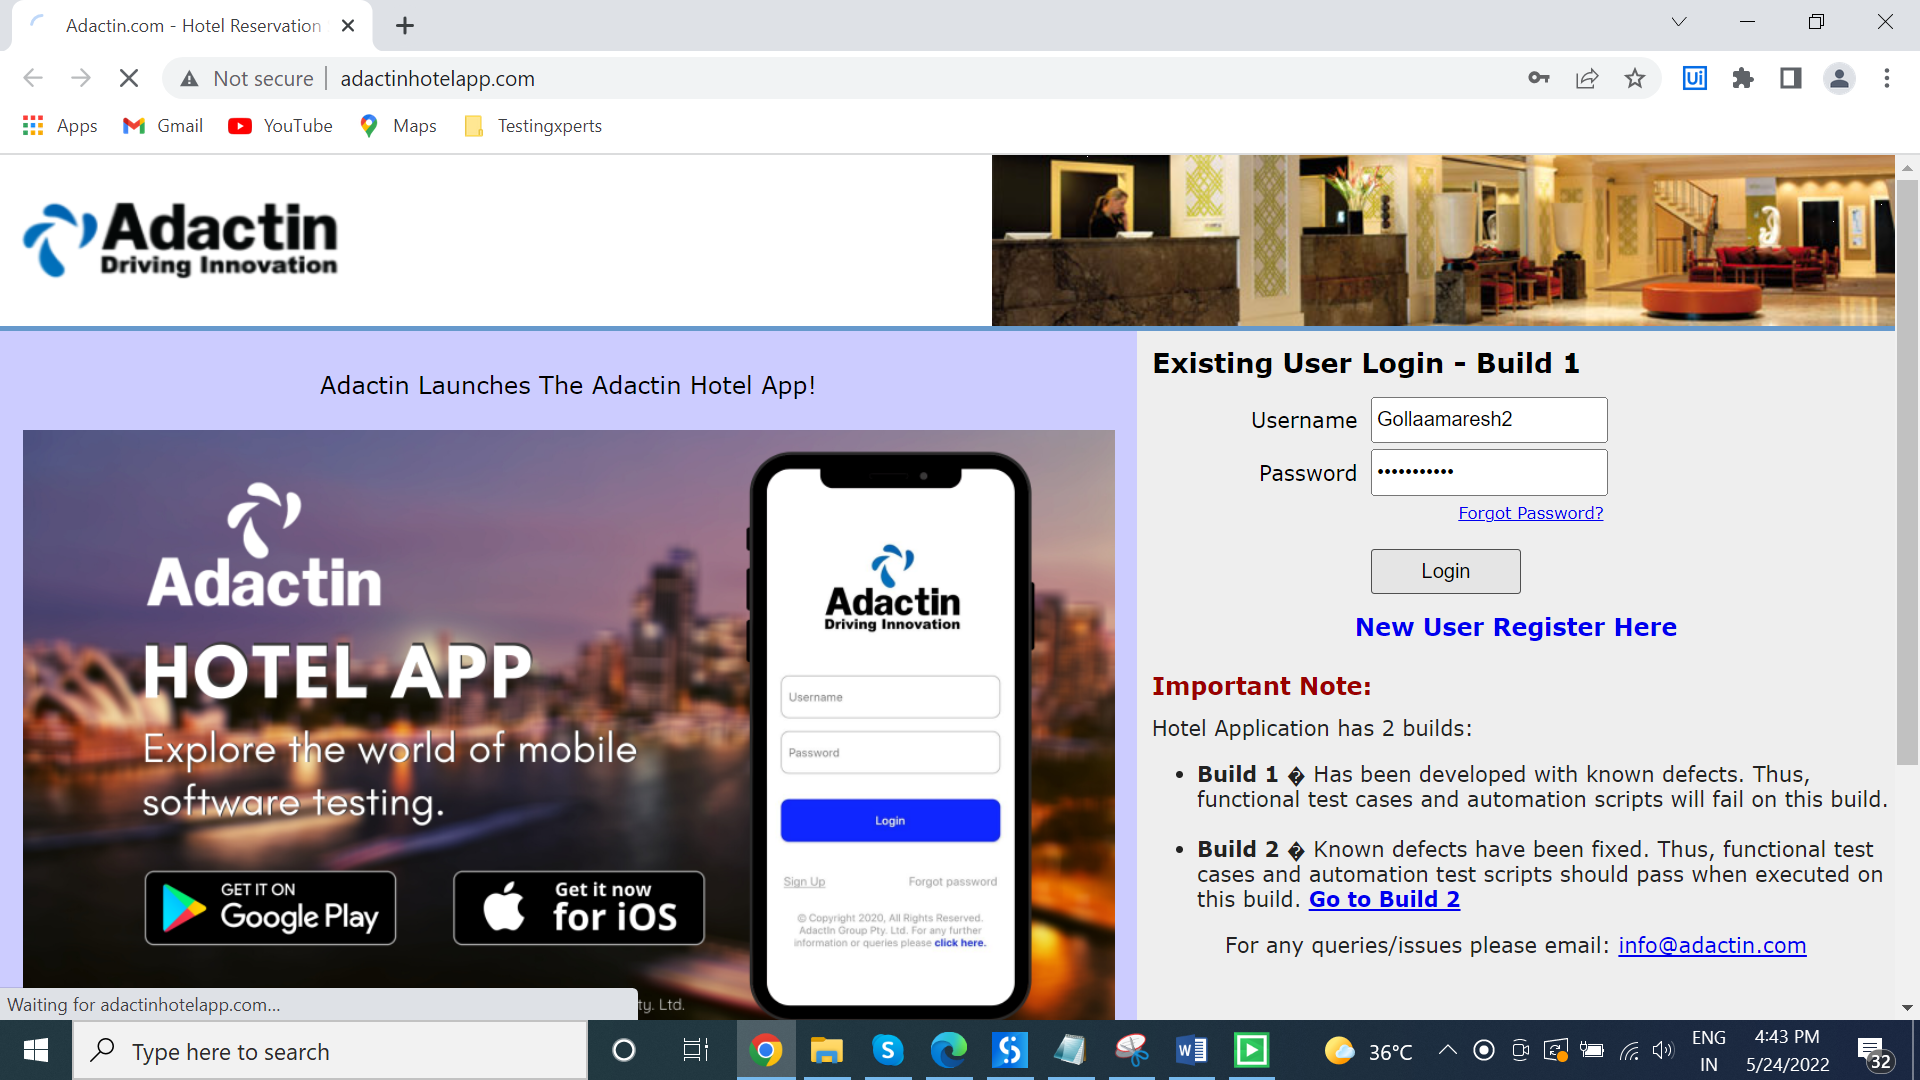 Adactin.com - Hotel Reservation
Not secure
adactinhotelapp.com
Ui
Apps
Gmail
YouTube
Maps
Testingxperts
Adactin
Driving Innovation
Adactin Launches The Adactin Hotel App!
Adactin
HOTEL APP
Explore the world of mobile
software testing.
GET IT ON
Google Play
Get it now
for iOS
Adactin
Driving Innovation
Username
Password
Login
Sign Up
Forgot password
© Copyright 2020, All Rights Reserved.
AdactIn Group Pty. Ltd. For any further
information or queries please click here.
ty. Ltd.
Existing User Login - Build 1
Username
Gollaamaresh2
Password
•••••••••••
Forgot Password?
Login
New User Register Here
Important Note:
Hotel Application has 2 builds:
• Build 1 � Has been developed with known defects. Thus,
functional test cases and automation scripts will fail on this build.
• Build 2 � Known defects have been fixed. Thus, functional test
cases and automation test scripts should pass when executed on
this build. Go to Build 2
For any queries/issues please email: info@adactin.com
Waiting for adactinhotelapp.com...
Type here to search
36°C
ENG
IN
4:43 PM
5/24/2022
32